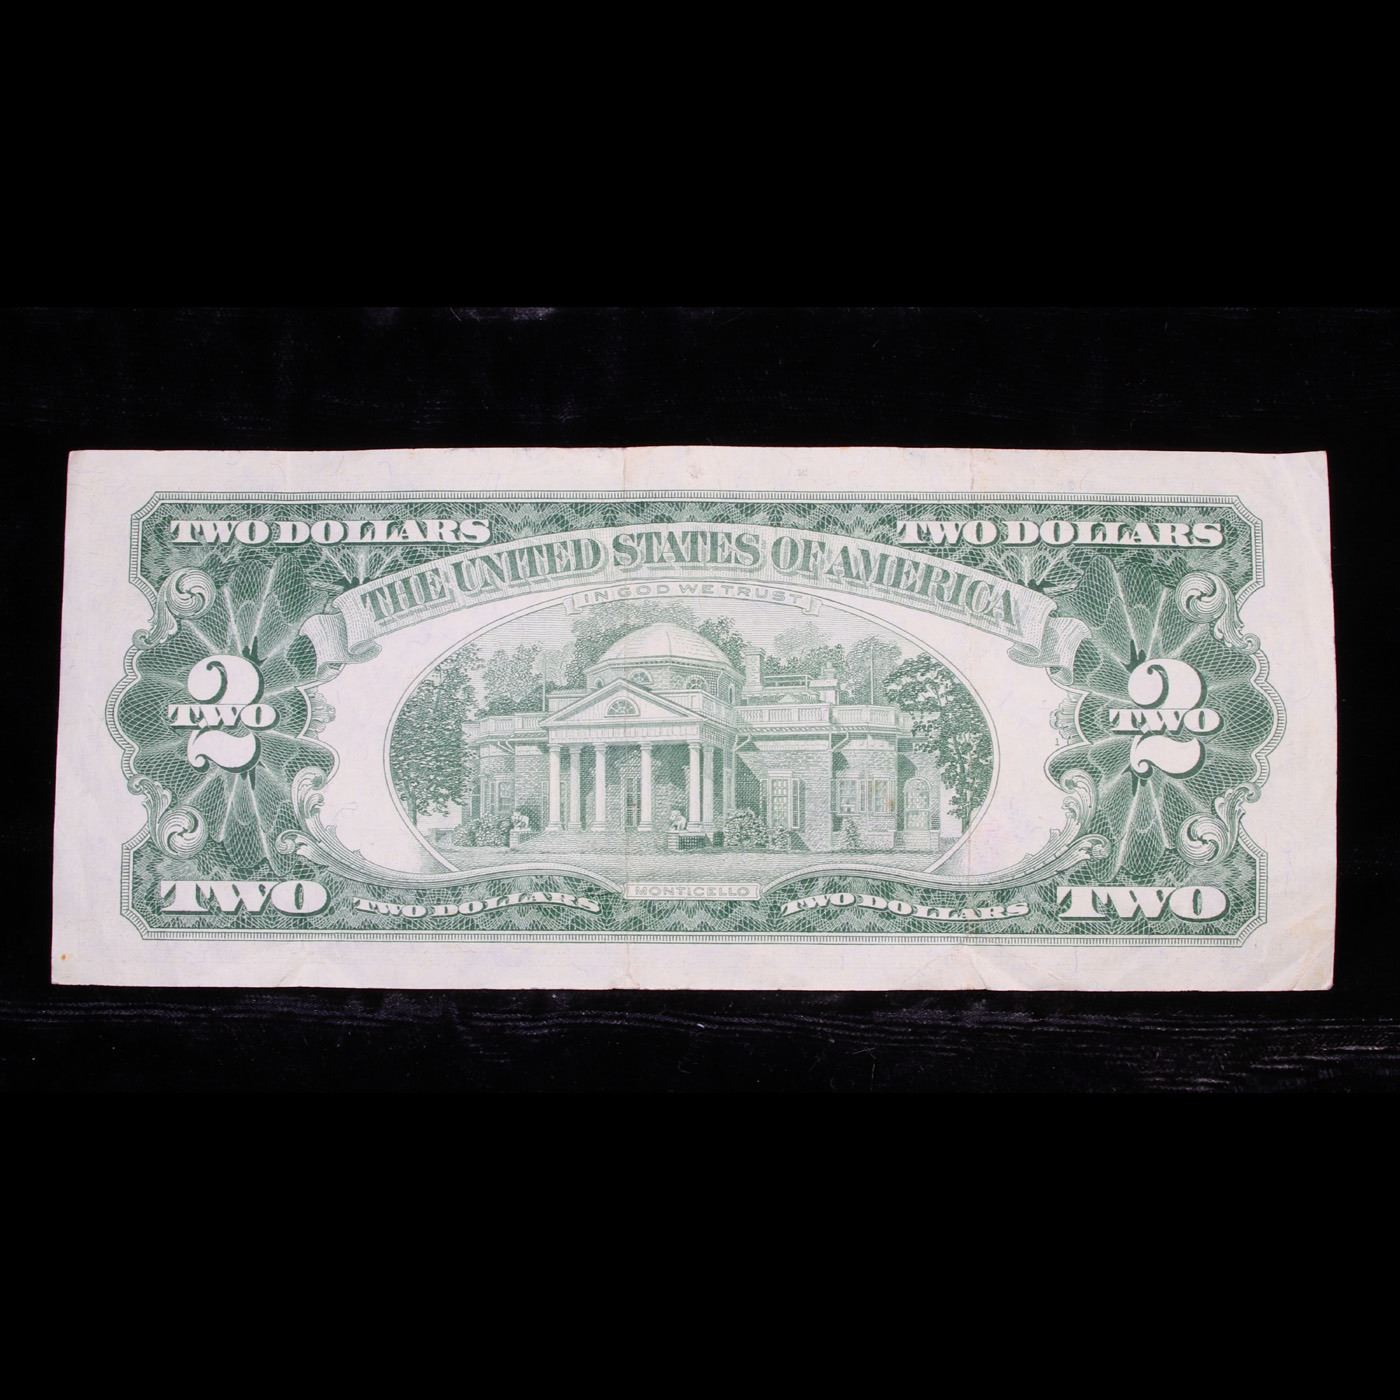 TWO DOLLARS TWO DOLLARS
THE UNITED STATES OF AMERICA
IN GOD WE TRUST
2 2
TWO TWO
1
MONTICELLO
TWO TWO DOLLARS TWO DOLLARS TWO